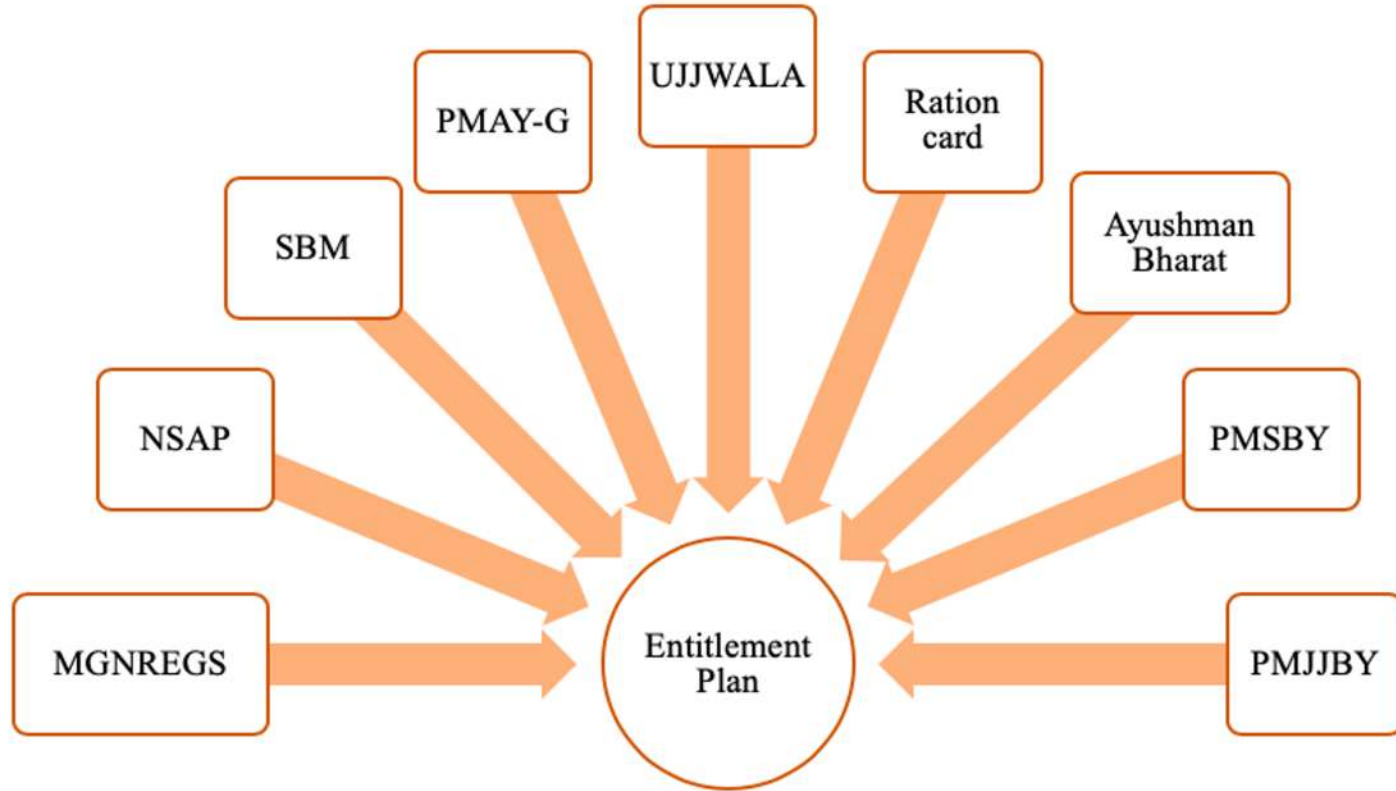 UJJWALA
PMAY-G
Ration
card
SBM
Ayushman
Bharat
NSAP
PMSBY
MGNREGS
Entitlement
Plan
PMJJBY